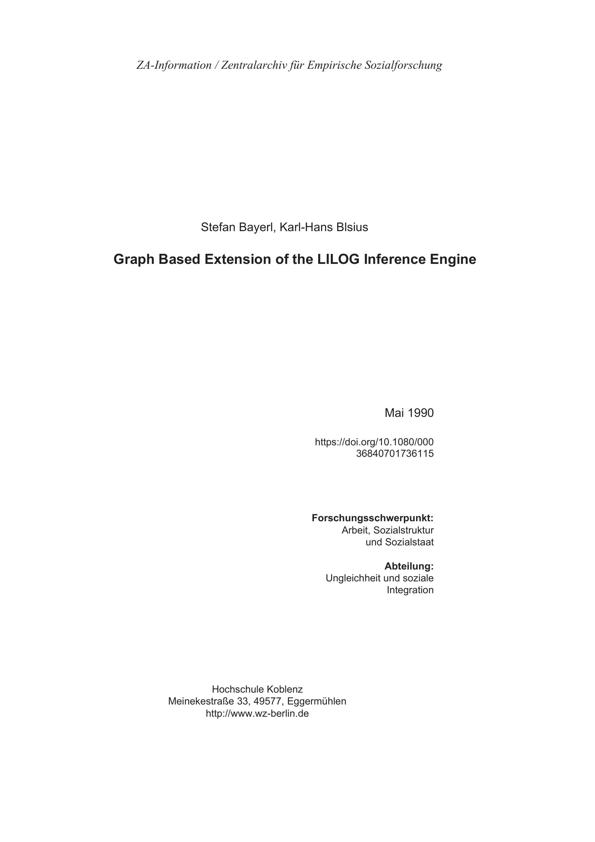 ZA-Information / Zentralarchiv für Empirische Sozialforschung
Stefan Bayerl, Karl-Hans Blsius
Graph Based Extension of the LILOG Inference Engine
Mai 1990
https://doi.org/10.1080/000
36840701736115
Forschungsschwerpunkt:
Arbeit, Sozialstruktur
und Sozialstaat
Abteilung:
Ungleichheit und soziale
Integration
Hochschule Koblenz
Meinekestraße 33, 49577, Eggermühlen
http://www.wz-berlin.de